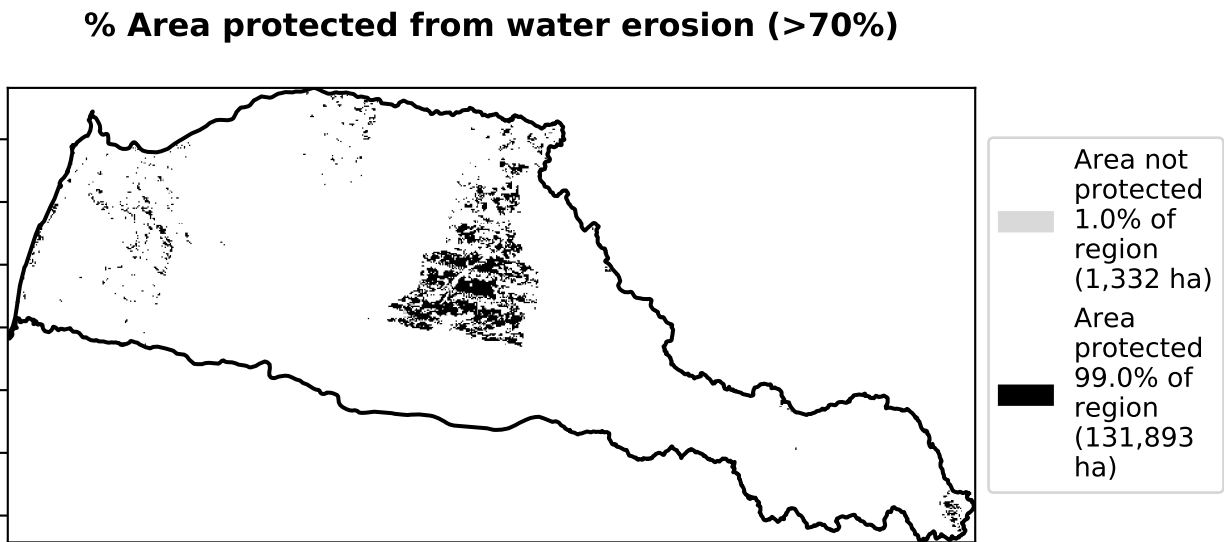 % Area protected from water erosion (>70%)
Area not
protected
1.0% of
region
(1,332 ha)
Area
protected
99.0% of
region
(131,893
ha)